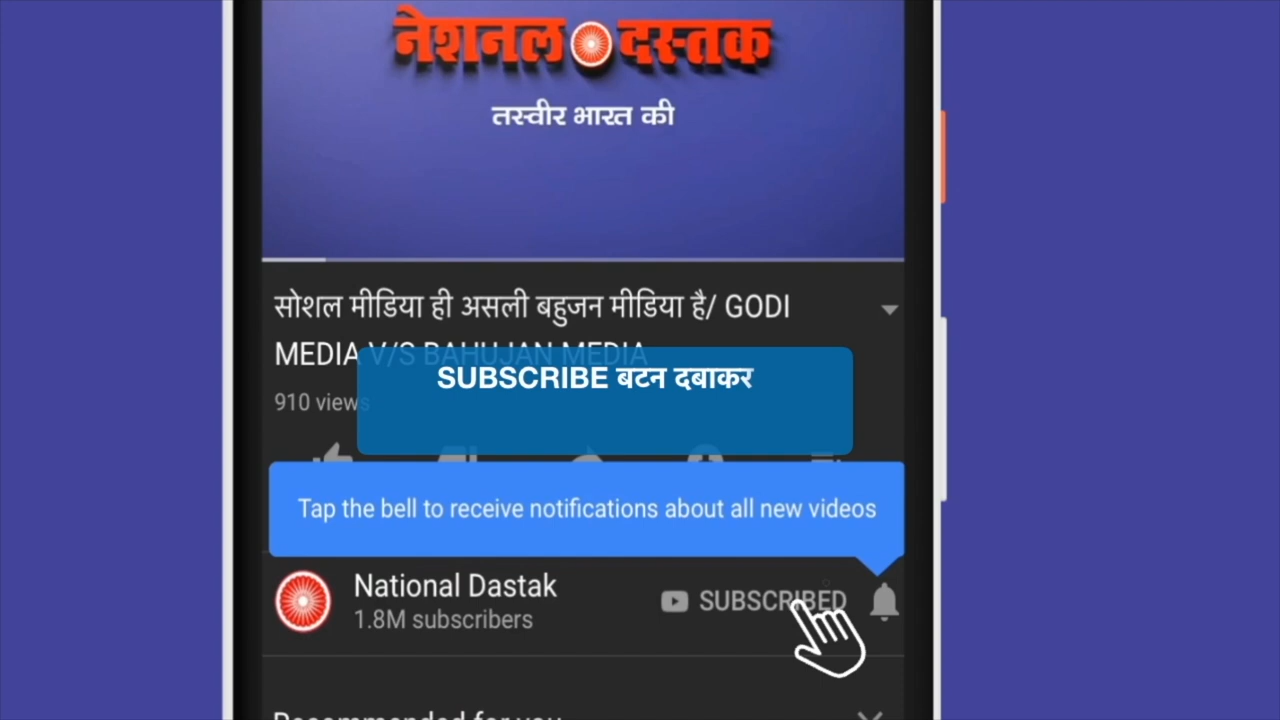 नेशनल दस्तक
तस्वीर भारत की
सोशल मीडिया ही असली बहुजन मीडिया है/ GODI
MEDIA V/S BAHUJAN MEDIA
SUBSCRIBE बटन दबाकर
910 views
Tap the bell to receive notifications about all new videos
National Dastak
SUBSCRIBED
1.8M subscribers
Recommended for you